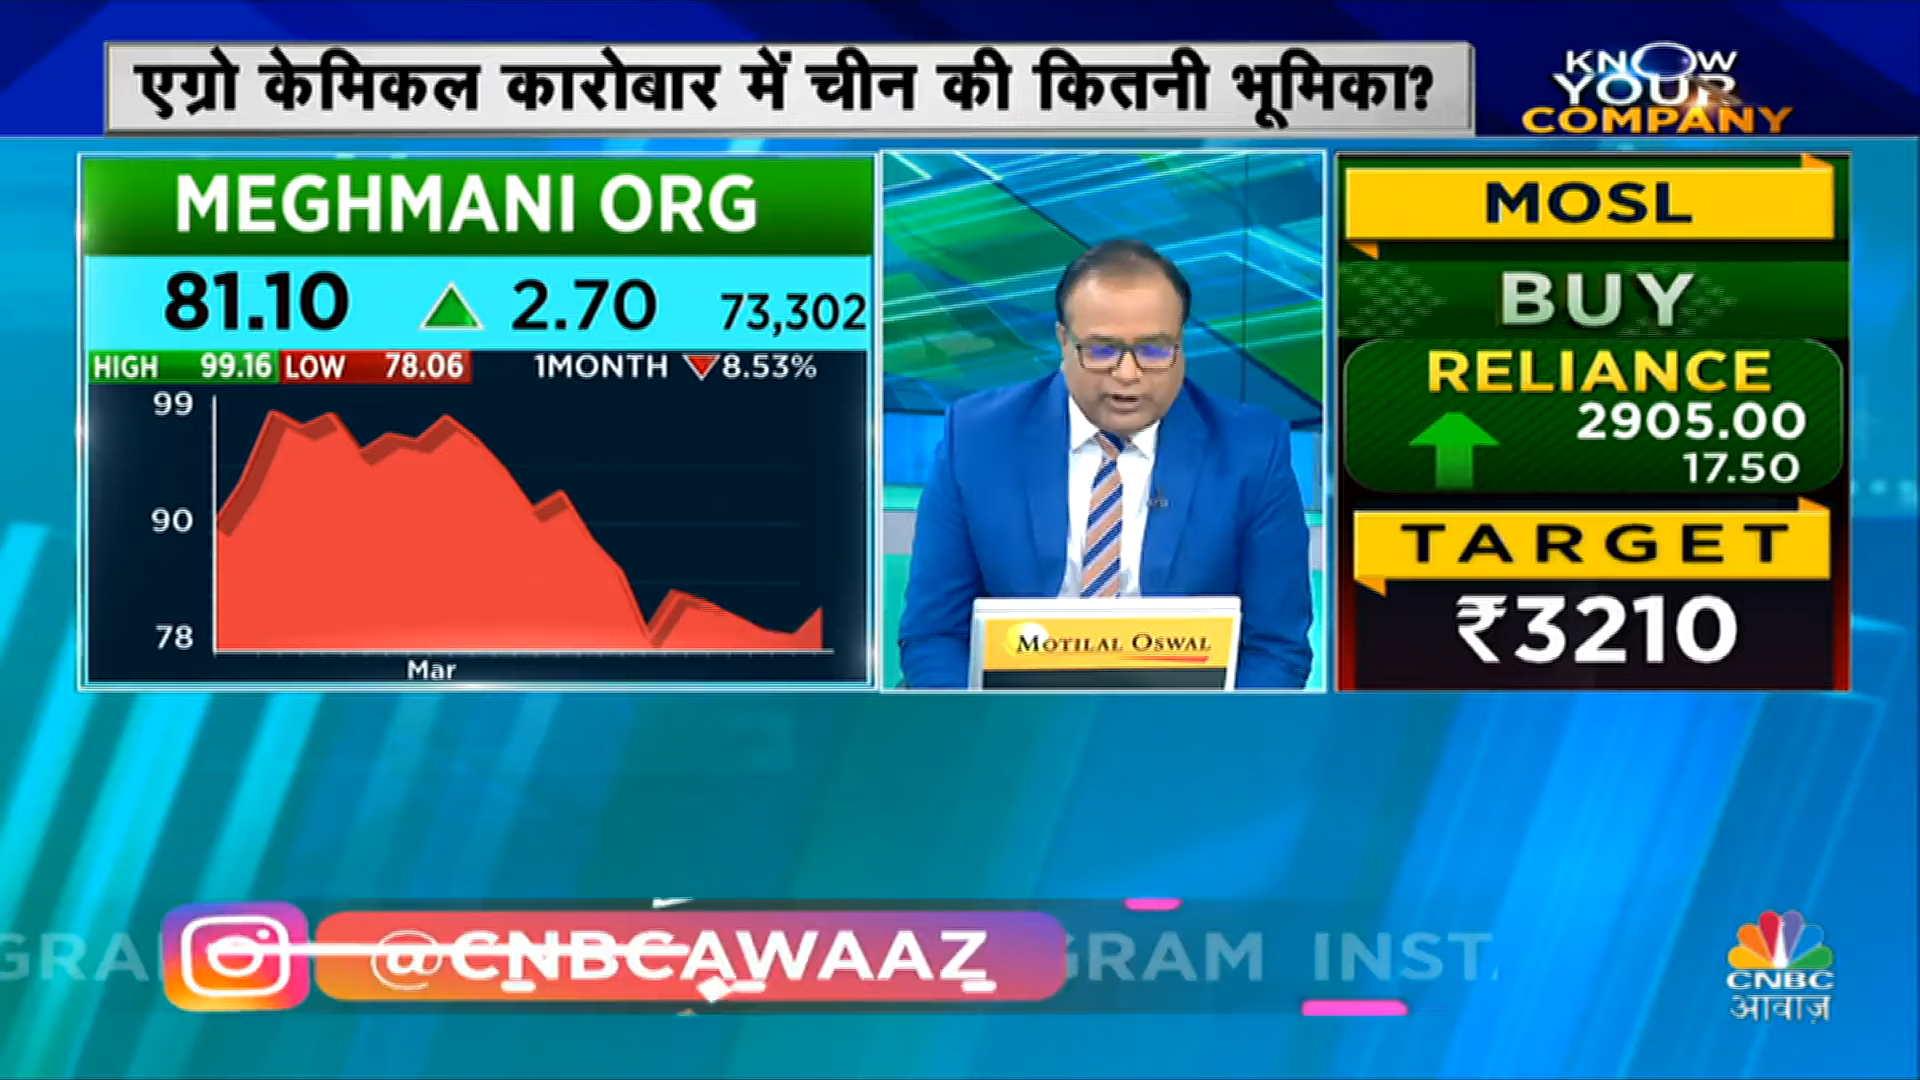 एग्रो केमिकल कारोबार में चीन की कितनी भूमिका?
KNOW
YOUR
COMPANY
MEGHMANI ORG
81.10 2.70 73,302
HIGH 99.16 LOW 78.06 1MONTH 8.53%
99
90
78
Mar
MOTILAL OSWAL
MOSL
BUY
RELIANCE
2905.00
17.50
TARGET
₹3210
@CNBCAWAAZ
CNBC
आवाज़